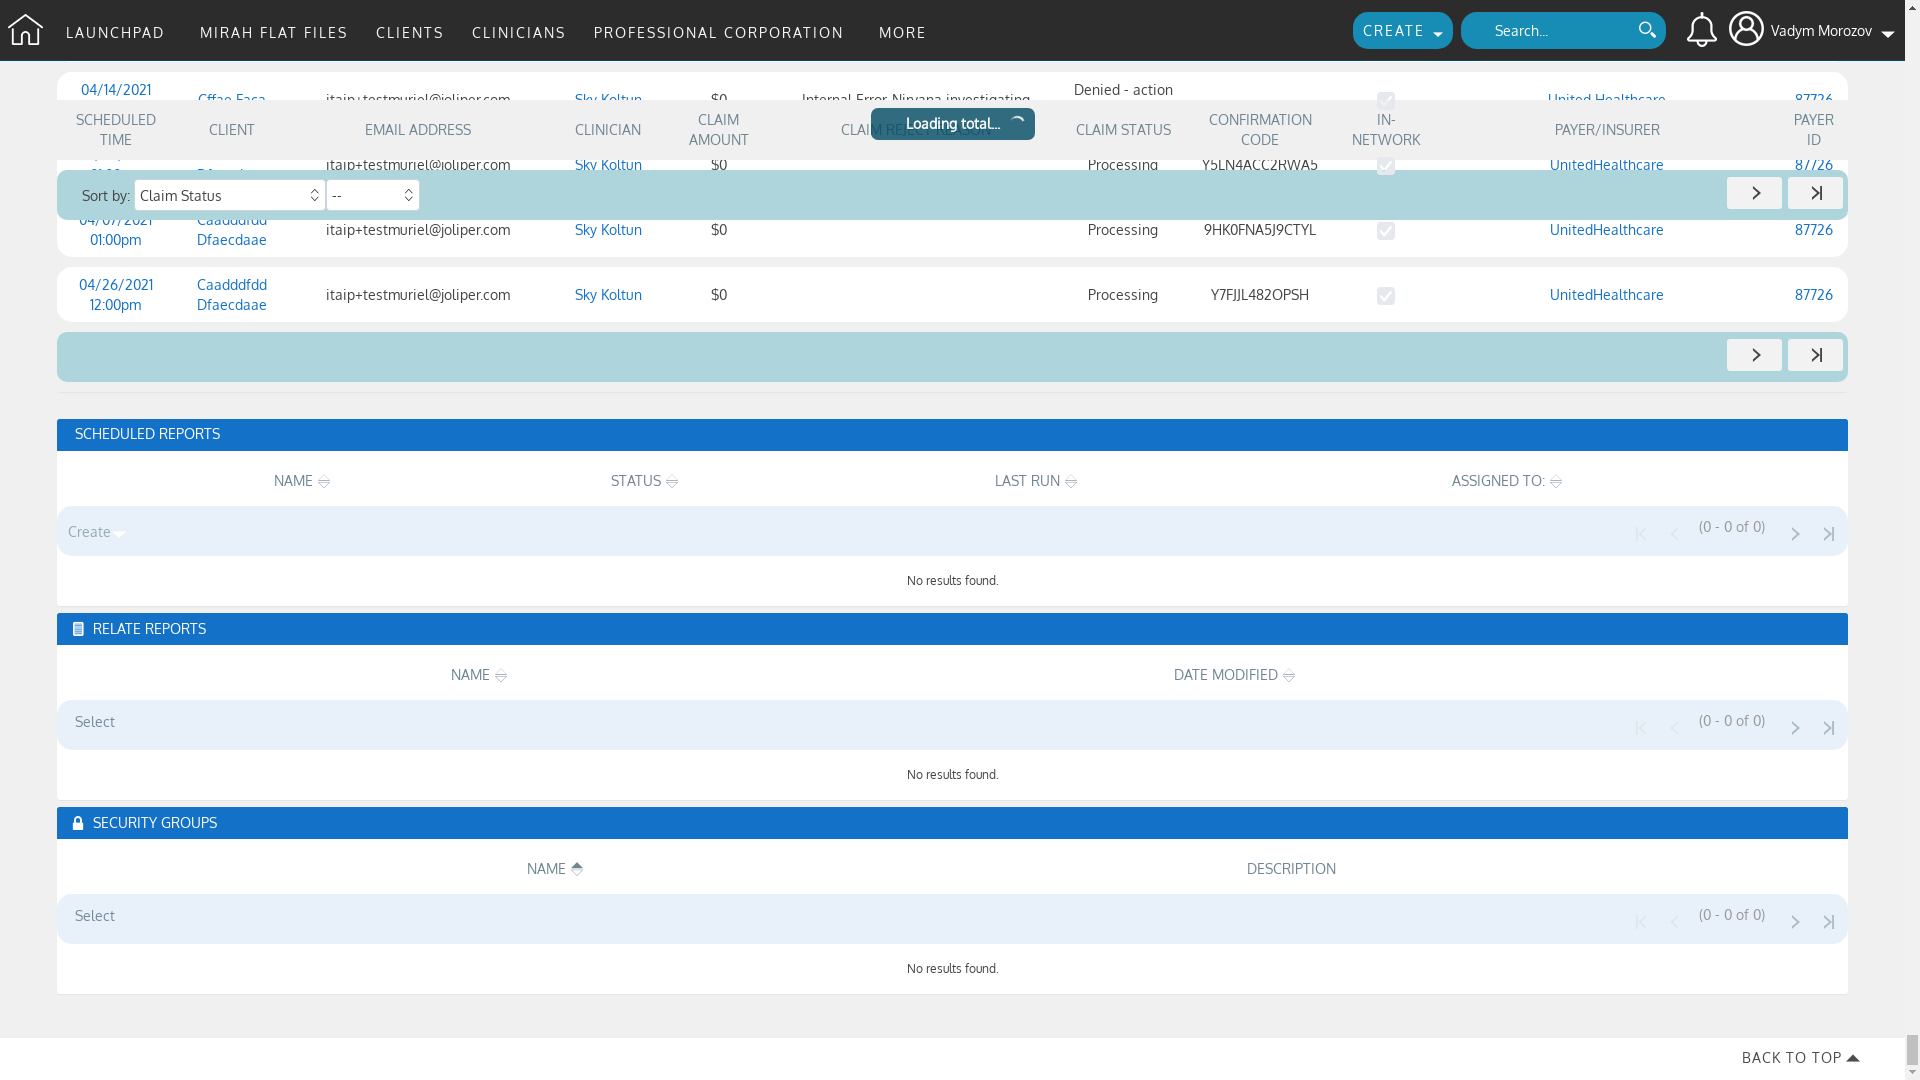 LAUNCHPAD MIRAH FLAT FILES CLIENTS CLINICIANS PROFESSIONAL CORPORATION MORE CREATE Search... Vadym Morozov
04/14/2021 Denied - action
itaip+testmuriel@joliper.com Sky Koltun $0 Internal Error-Nirvana investigating United Healthcare 87726
SCHEDULED TIME CLIENT EMAIL ADDRESS CLINICIAN CLAIM AMOUNT CLAIM REJECT REASON CLAIM STATUS CONFIRMATION CODE IN-NETWORK PAYER/INSURER PAYER ID
Loading total...
itaip+testmuriel@joliper.com Sky Koltun $0 Processing Y5LN4ACC2RWA5 UnitedHealthcare 87726
Sort by: Claim Status --
04/07/2021 Caadddfdd
01:00pm Dfaecdaae itaip+testmuriel@joliper.com Sky Koltun $0 Processing 9HK0FNA5J9CTYL UnitedHealthcare 87726
04/26/2021 Caadddfdd
12:00pm Dfaecdaae itaip+testmuriel@joliper.com Sky Koltun $0 Processing Y7FJJL482OPSH UnitedHealthcare 87726
SCHEDULED REPORTS
NAME STATUS LAST RUN ASSIGNED TO:
Create (0 - 0 of 0)
No results found.
RELATE REPORTS
NAME DATE MODIFIED
Select (0 - 0 of 0)
No results found.
SECURITY GROUPS
NAME DESCRIPTION
Select (0 - 0 of 0)
No results found.
BACK TO TOP